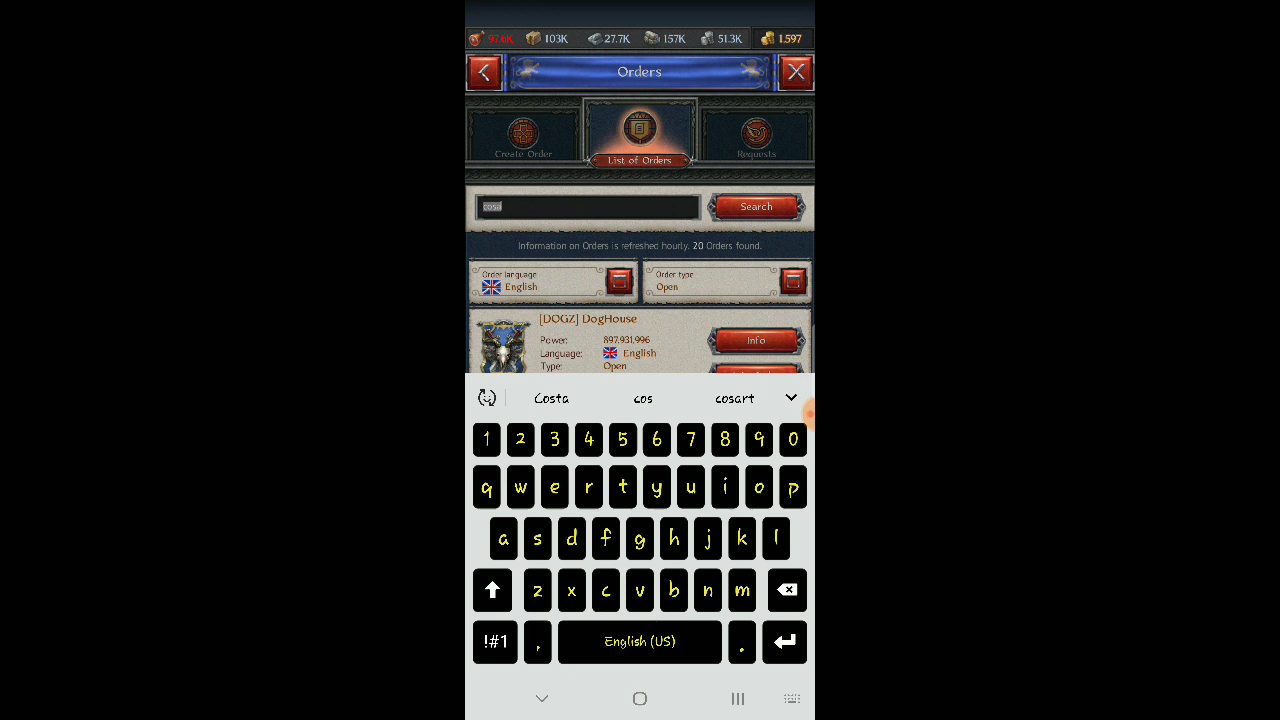 97.6K 103K 27.7K 157K 51.3K 1.597
Orders
Create Order List of Orders Requests
cosa Search
Information on Orders is refreshed hourly. 20 Orders found.
Order language Order type
English Open
[DOGZ] DogHouse
Power: 897,931,996 Info
Language: English
Type: Open
Costa cos cosart
1 2 3 4 5 6 7 8 9 0
q w e r t y u i o p
a s d f g h j k l
z x c v b n m
!#1 , English (US) .